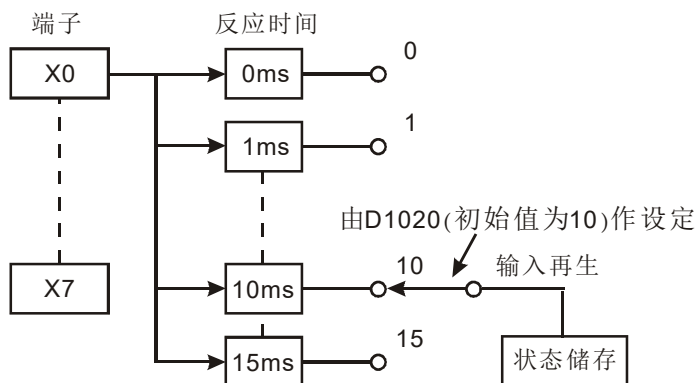 端子 反应时间
X0 0ms 0
1ms 1
由D1020(初始值为10)作设定
X7 10ms 10 输入再生
15ms 15 状态储存